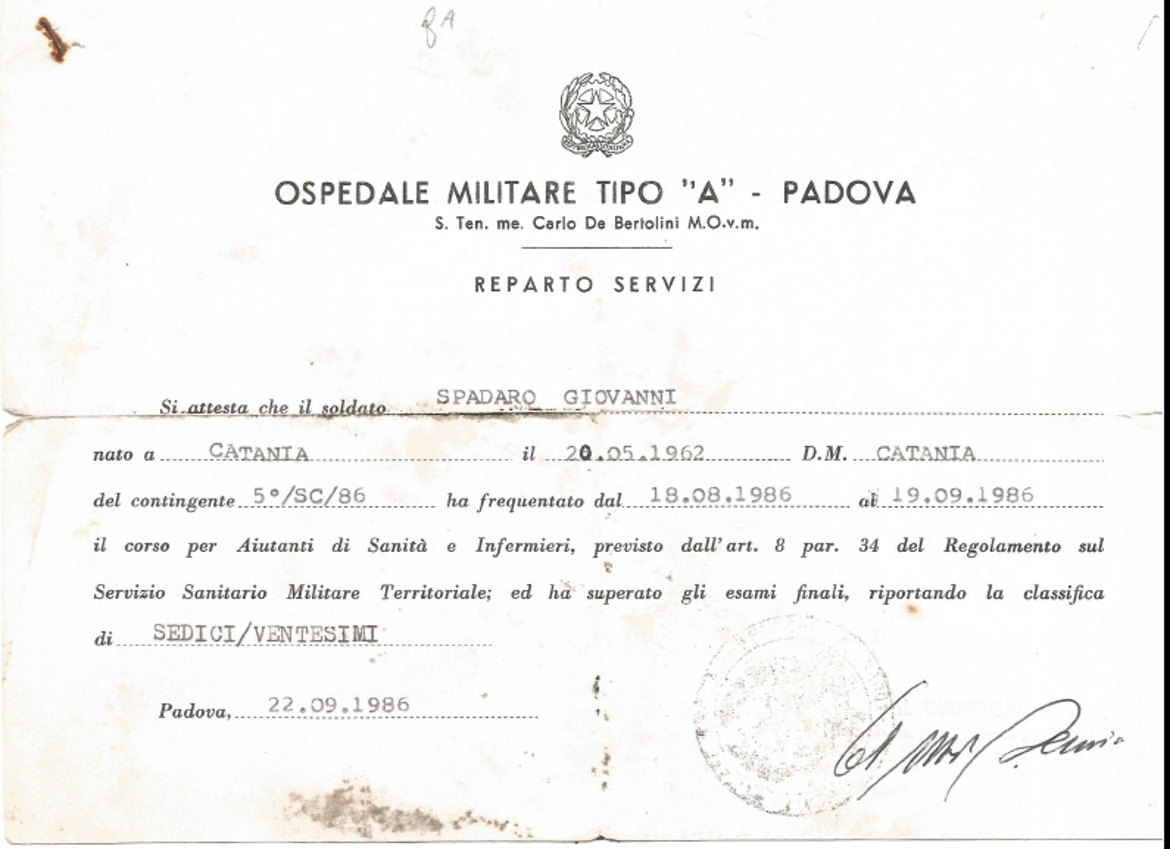 OSPEDALE MILITARE TIPO "A" - PADOVA
S. Ten. me. Carlo De Bertolini M.O.v.m.
REPARTO SERVIZI
Si attesta che il soldato SPADARO GIOVANNI
nato a CATANIA il 20.05.1962 D.M. CATANIA
del contingente 5°/SC/86 ha frequentato dal 18.08.1986 al 19.09.1986
il corso per Aiutanti di Sanità e Infermieri, previsto dall'art. 8 par. 34 del Regolamento sul
Servizio Sanitario Militare Territoriale; ed ha superato gli esami finali, riportando la classifica
di SEDICI/VENTESIMI
Padova, 22.09.1986